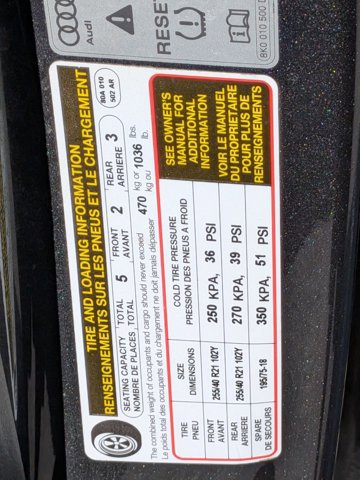 Audi
RESET
8K0 010 500
TIRE AND LOADING INFORMATION
RENSEIGNEMENTS SUR LES PNEUS ET LE CHARGEMENT
80A 010
502 AR
SEATING CAPACITY TOTAL 5 FRONT 2 REAR 3
NOMBRE DE PLACES TOTAL AVANT ARRIERE
The combined weight of occupants and cargo should never exceed 470 kg or 1036 lbs.
Le poids total des occupants et du chargement ne doit jamais dépasser kg ou lb.
TIRE SIZE COLD TIRE PRESSURE
PNEU DIMENSIONS PRESSION DES PNEUS A FROID
FRONT 255/40 R21 102Y 250 KPA, 36 PSI
AVANT
REAR 255/40 R21 102Y 270 KPA, 39 PSI
ARRIERE
SPARE 195/75-18 350 KPA, 51 PSI
DE SECOURS
SEE OWNER'S
MANUAL FOR
ADDITIONAL
INFORMATION
VOIR LE MANUEL
DU PROPRIETAIRE
POUR PLUS DE
RENSEIGNEMENTS